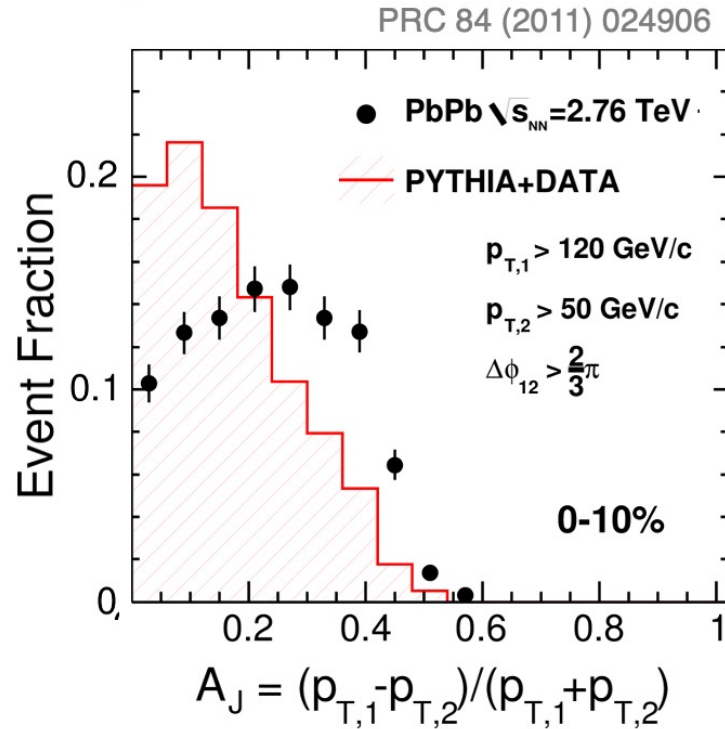 PRC 84 (2011) 024906
PbPb √s_NN=2.76 TeV
PYTHIA+DATA
p_T,1 > 120 GeV/c
p_T,2 > 50 GeV/c
Δϕ_12 > 2/3 π
0-10%
Event Fraction
0.2
0.1
0
0.2 0.4 0.6 0.8 1
A_J = (p_T,1-p_T,2)/(p_T,1+p_T,2)